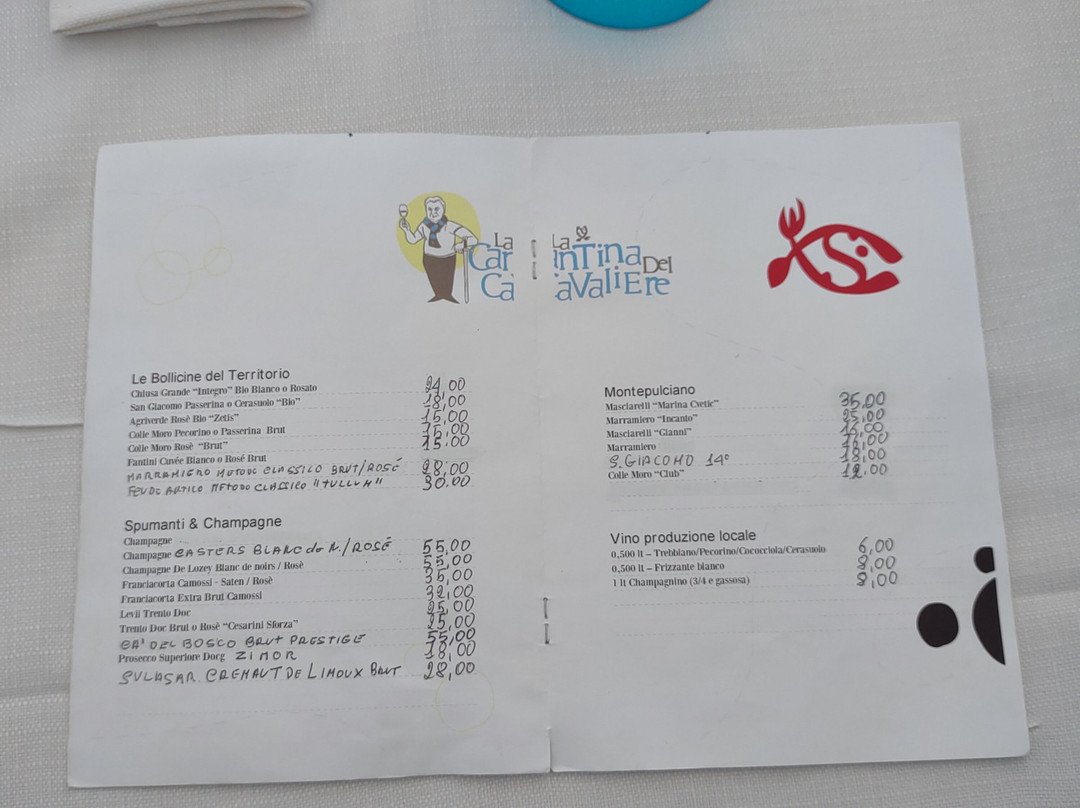 La
Car
Cà
La
inTina Del
aValiEre
Si
Le Bollicine del Territorio
Chiusa Grande "Integro" Bio Bianco o Rosato 24,00
San Giacomo Passerina o Cerasuolo "Bio" 18,00
Agriverde Rosè Bio "Zetis" 15,00
Colle Moro Pecorino o Passerina Brut 15,00
Colle Moro Rosè "Brut" 15.00
Fantini Cuvée Bianco o Rosé Brut
MARRAMIERO METODO CLASSICO BRUT/ROSÉ 28,00
FEUDO ANTICO METODO CLASSICO "TULLUM" 30.00
Spumanti & Champagne
Champagne
Champagne CASTERS BLANC de N./ROSÉ 55,00
Champagne De Lozey Blanc de noirs / Rosè 55,00
Franciacorta Camossi - Saten / Rosè 35,00
Franciacorta Extra Brut Camossi 32,00
Levii Trento Doc 25,00
Trento Doc Brut o Rosè "Cesarini Sforza" 25,00
CA' DEL BOSCO BRUT PRESTIGE 55,00
Prosecco Superiore Docg ZIMOR 18,00
CREMAUT DE LIMOUX BRUT 28,00
Montepulciano
Masciarelli "Marina Cvetic" 35,00
Marramiero "Incanto" 25,00
Masciarelli "Gianni"
Marramiero
S. GIACOMO 14° 18,00
Colle Moro "Club" 12.00
Vino produzione locale
0,500 lt – Trebbiano/Pecorino/Cococciola/Cerasuolo 6,00
0,500 lt – Frizzante bianco 8,00
1 lt Champagnino (3/4 e gassosa) 8,00